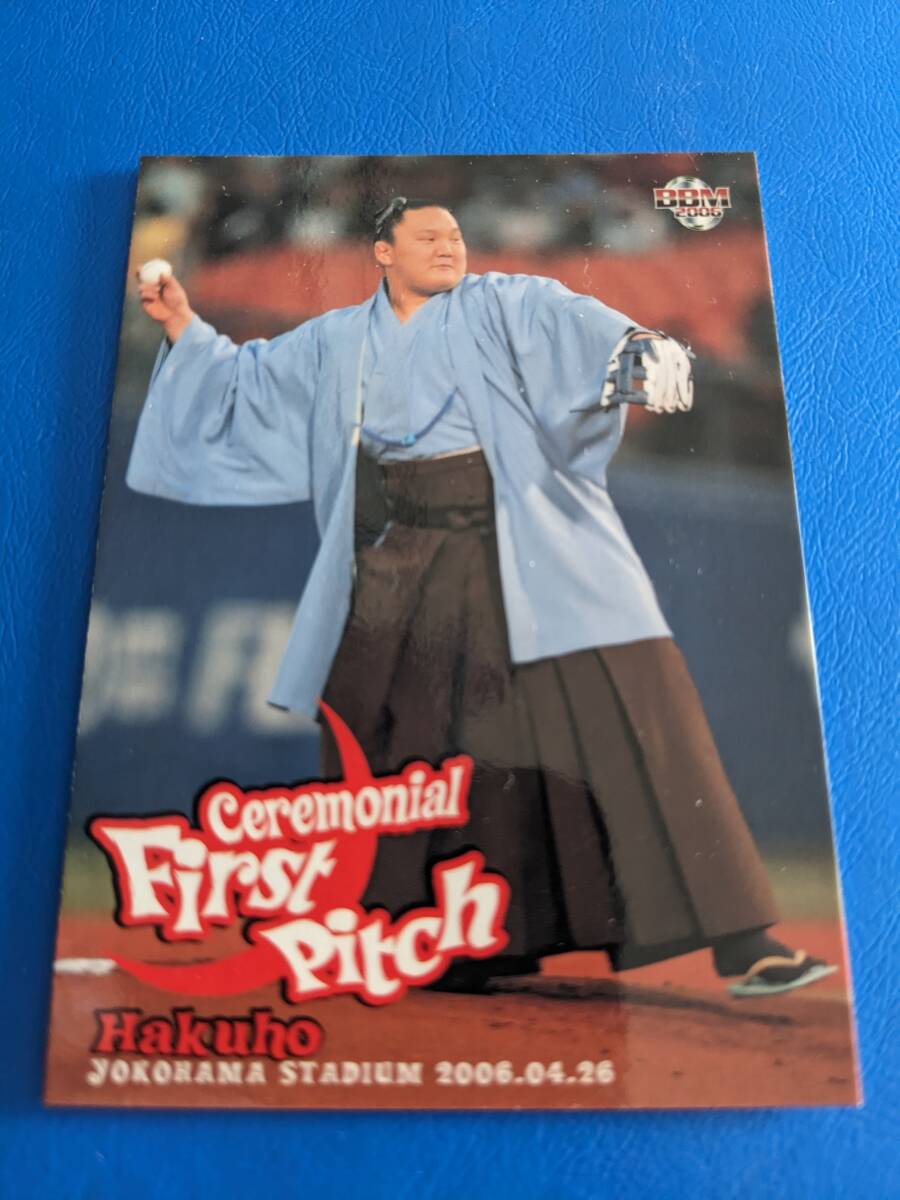 BBM
2006
Ceremonial
First
Pitch
Hakuho
YOKOHAMA STADIUM 2006.04.26